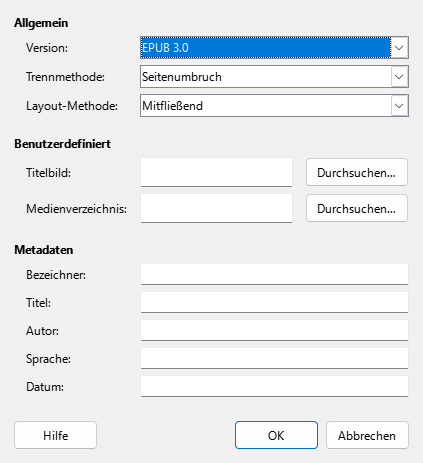 Allgemein
Version: EPUB 3.0
Trennmethode: Seitenumbruch
Layout-Methode: Mitfließend
Benutzerdefiniert
Titelbild: Durchsuchen...
Medienverzeichnis: Durchsuchen...
Metadaten
Bezeichner:
Titel:
Autor:
Sprache:
Datum:
Hilfe OK Abbrechen